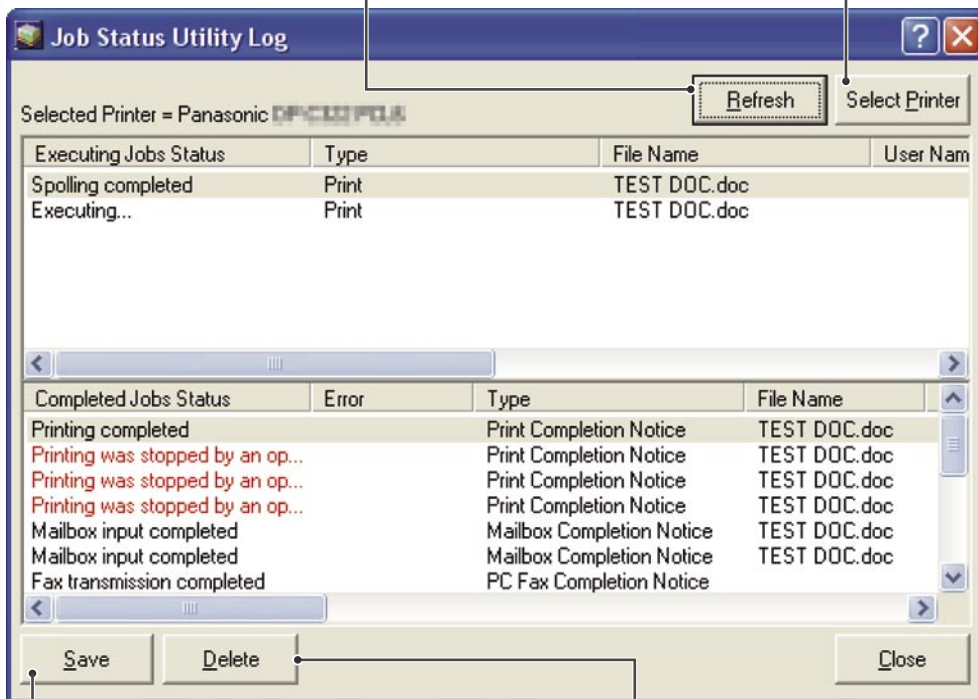 Job Status Utility Log
Refresh Select Printer
Selected Printer = Panasonic
Executing Jobs Status Type File Name User Nam
Spolling completed Print TEST DOC.doc
Executing... Print TEST DOC.doc
Completed Jobs Status Error Type File Name
Printing completed Print Completion Notice TEST DOC.doc
Printing was stopped by an op... Print Completion Notice TEST DOC.doc
Printing was stopped by an op... Print Completion Notice TEST DOC.doc
Printing was stopped by an op... Print Completion Notice TEST DOC.doc
Mailbox input completed Mailbox Completion Notice TEST DOC.doc
Mailbox input completed Mailbox Completion Notice TEST DOC.doc
Fax transmission completed PC Fax Completion Notice
Save Delete Close